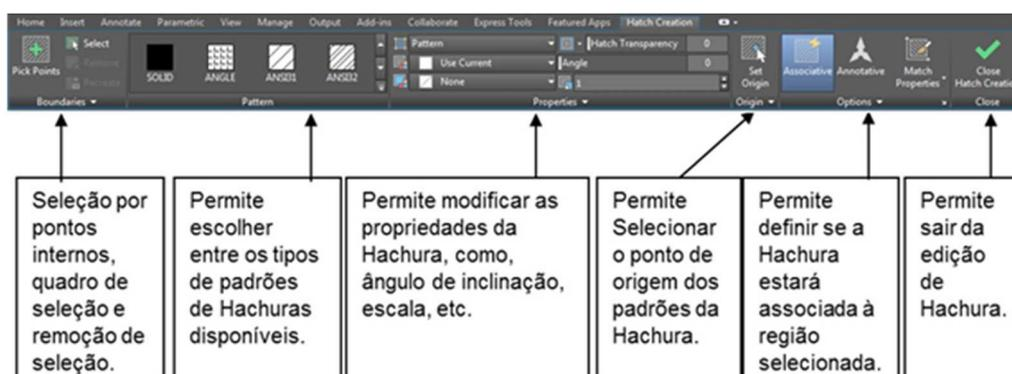 Home Insert Annotate Parametric View Manage Output Add-ins Collaborate Express Tools Featured Apps Hatch Creation
Pick Points
Select
Remove
Recreate
Boundaries
SOLID
ANGLE
ANSI31
ANSI32
Pattern
Pattern
Use Current
None
Hatch Transparency 0
Angle 0
1
Properties
Set
Origin
Origin
Associative
Annotative
Match
Properties
Options
Close
Hatch Creatio
Close
Seleção por
pontos
internos,
quadro de
seleção e
remoção de
seleção.
Permite
escolher
entre os tipos
de padrões
de Hachuras
disponíveis.
Permite modificar as
propriedades da
Hachura, como,
ângulo de inclinação,
escala, etc.
Permite
Selecionar
o ponto de
origem dos
padrões da
Hachura.
Permite
definir se a
Hachura
estará
associada à
região
selecionada.
Permite
sair da
edição
de
Hachura.